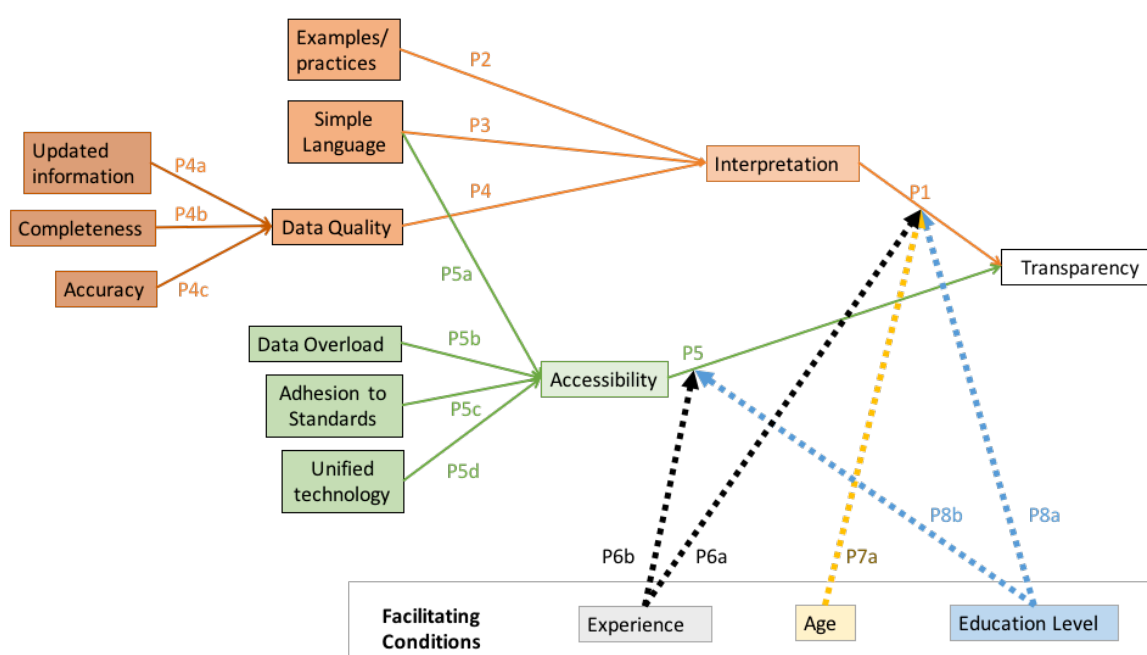 Examples/
practices
P2
Simple
Language
P3
Updated
information
P4a
Interpretation
P1
P4
Completeness
P4b
Data Quality
Accuracy
P4c
P5a
Transparency
Data Overload
P5b
P5
Accessibility
Adhesion to
Standards
P5c
Unified
technology
P5d
P8b
P8a
P6b
P6a
P7a
Facilitating
Conditions
Experience
Age
Education Level